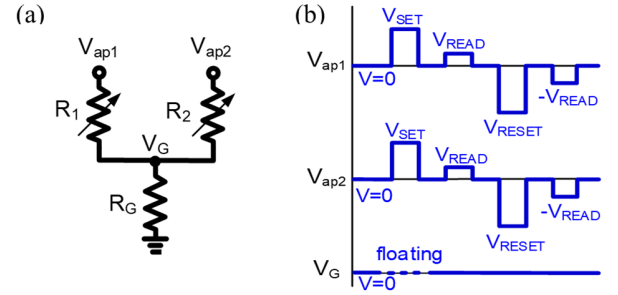 (a)
V_ap1
V_ap2
R_1
R_2
V_G
R_G
(b)
V_SET
V_READ
V_ap1
V=0
V_RESET
-V_READ
V_SET
V_READ
V_ap2
V=0
V_RESET
-V_READ
floating
V_G
V=0